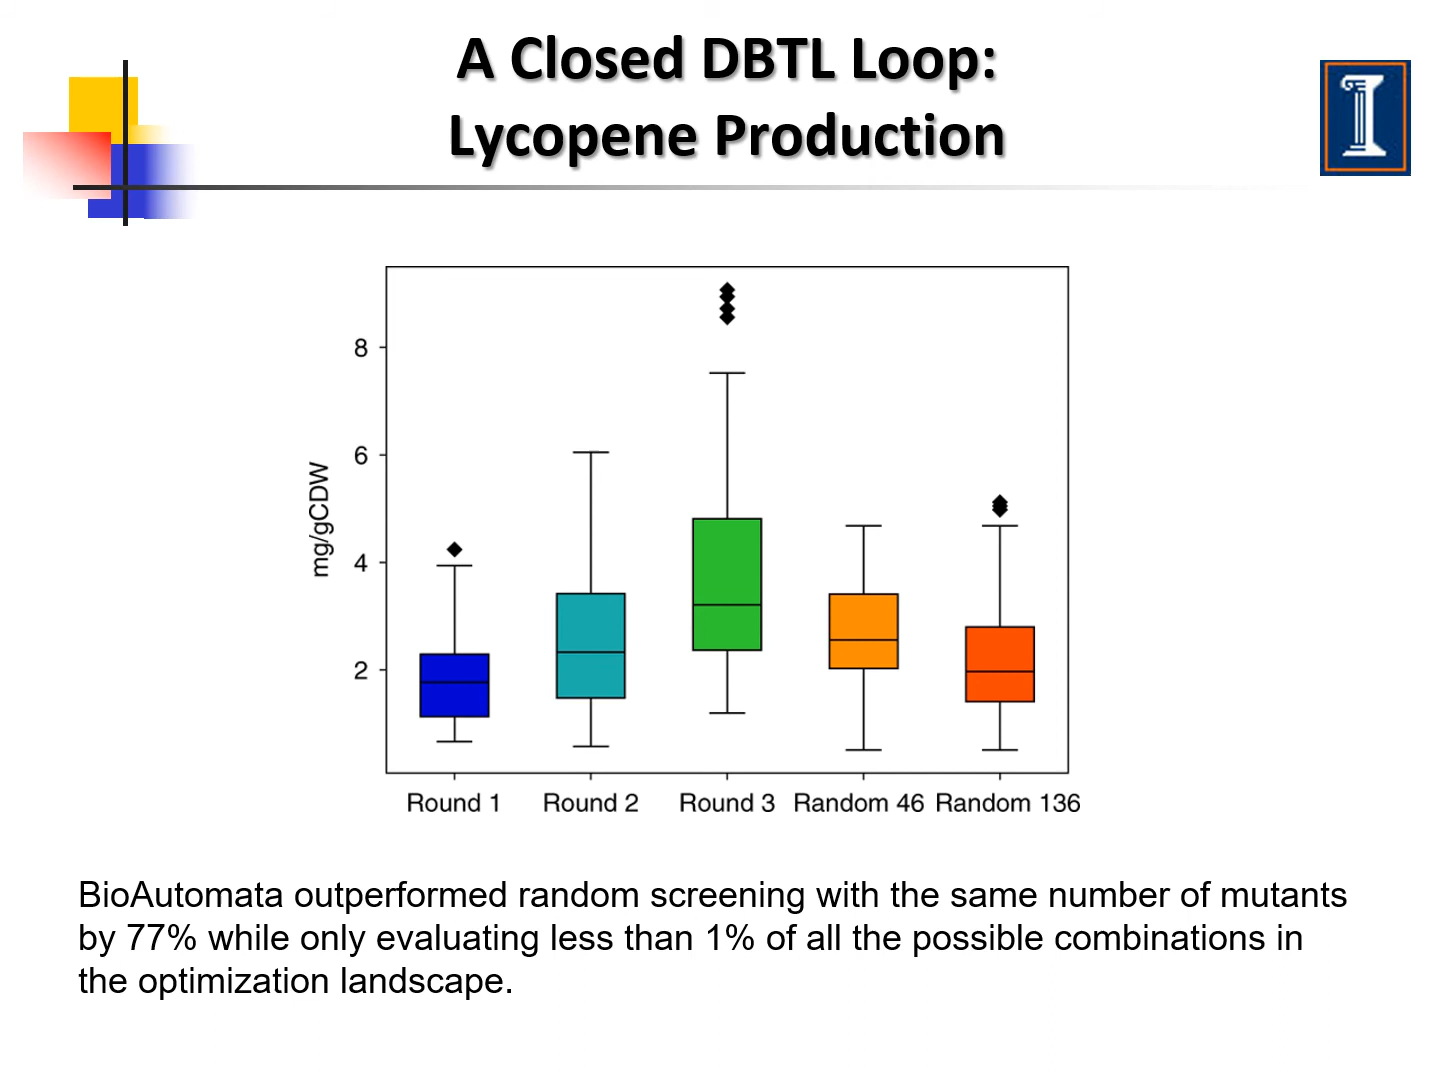 A Closed DBTL Loop:
Lycopene Production
8
6
4
2
mg/gCDW
Round 1 Round 2 Round 3 Random 46 Random 136
BioAutomata outperformed random screening with the same number of mutants
by 77% while only evaluating less than 1% of all the possible combinations in
the optimization landscape.